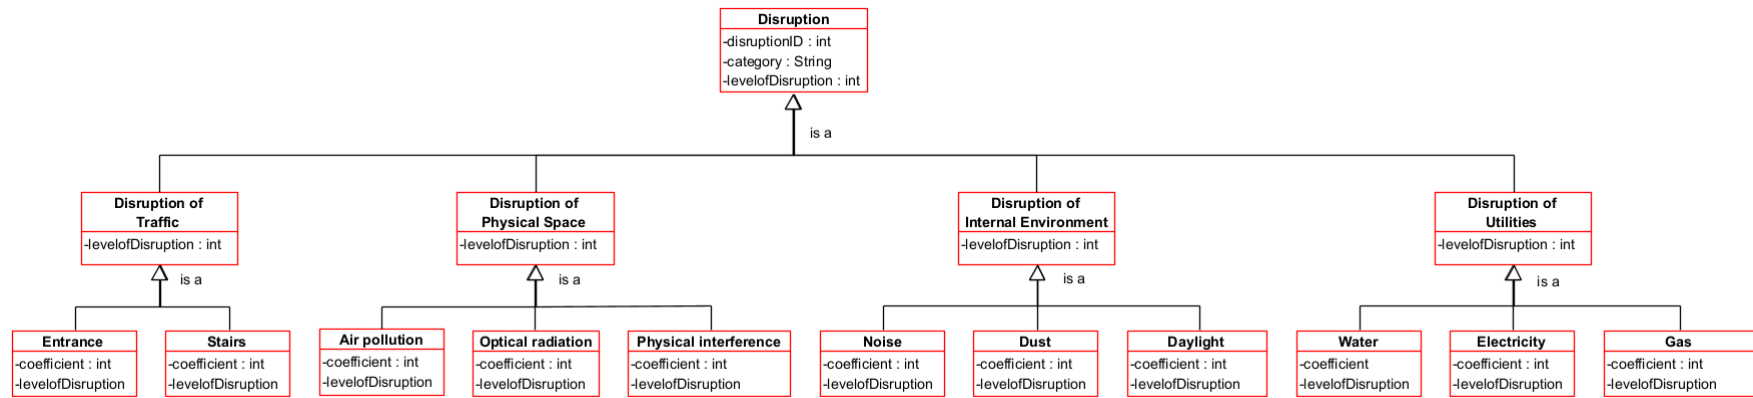 Disruption
-disruptionID : int
-category : String
-levelofDisruption : int
is a
Disruption of
Traffic
-levelofDisruption : int
is a
Disruption of
Physical Space
-levelofDisruption : int
is a
Disruption of
Internal Environment
-levelofDisruption : int
is a
Disruption of
Utilities
-levelofDisruption : int
is a
Entrance
-coefficient : int
-levelofDisruption
Stairs
-coefficient : int
-levelofDisruption
Air pollution
-coefficient : int
-levelofDisruption
Optical radiation
-coefficient : int
-levelofDisruption
Physical interference
-coefficient : int
-levelofDisruption
Noise
-coefficient : int
-levelofDisruption
Dust
-coefficient : int
-levelofDisruption
Daylight
-coefficient : int
-levelofDisruption
Water
-coefficient
-levelofDisruption
Electricity
-coefficient : int
-levelofDisruption
Gas
-coefficient : int
-levelofDisruption